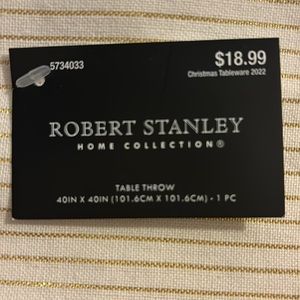 5734033
$18.99
Christmas Tableware 2022
ROBERT STANLEY
HOME COLLECTION®
TABLE THROW
40IN X 40IN (101.6CM X 101.6CM) - 1 PC